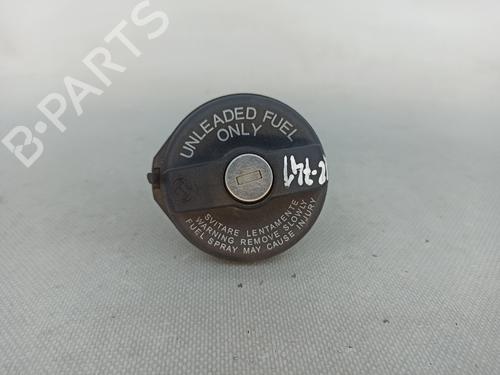 B-PARTS
UNLEADED FUEL
ONLY
SVITARE LENTAMENTE
WARNING REMOVE SLOWLY
FUEL SPRAY MAY CAUSE INJURY